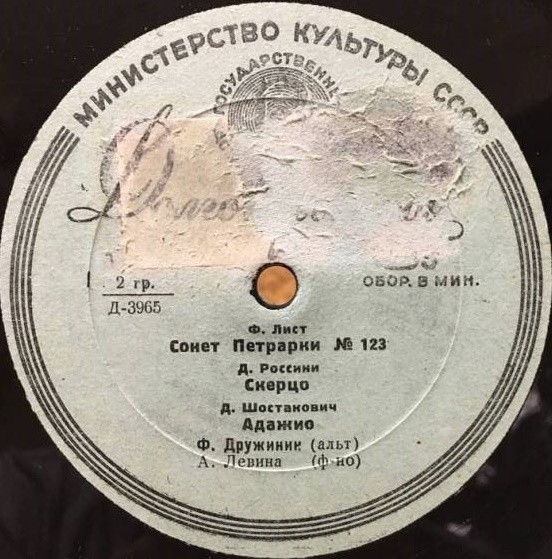 МИНИСТЕРСТВО КУЛЬТУРЫ СССР
2 гр.
Д-3965
ОБОР. В МИН.
Ф. Лист
Сонет Петрарки № 123
Д. Россини
Скерцо
Д. Шостакович
Адажио
Ф. Дружинин (альт)
А. Левина (ф-но)